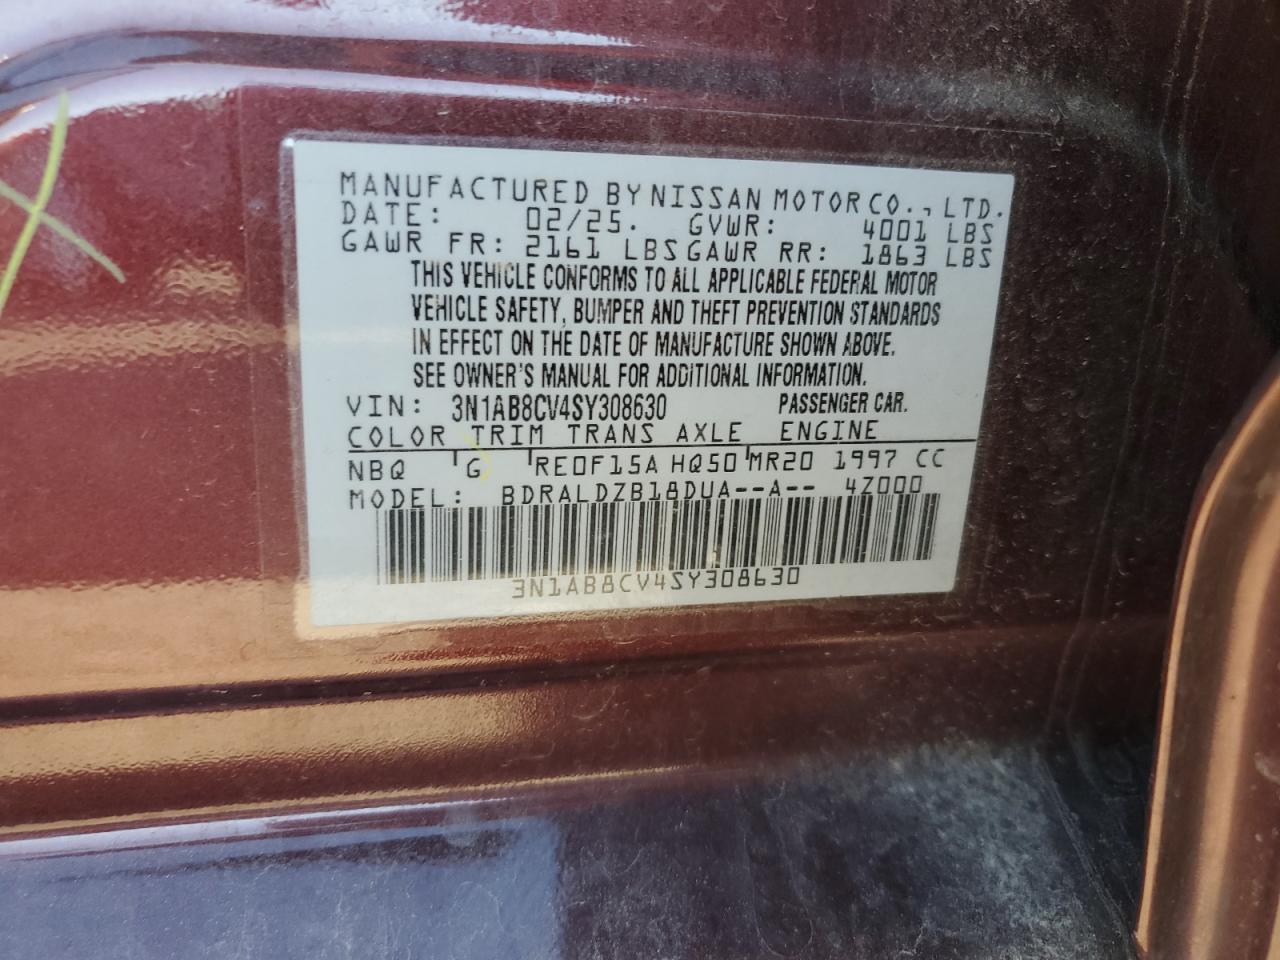 MANUFACTURED BY NISSAN MOTOR CO., LTD.
DATE: 02/25. GVWR: 4001 LBS
GAWR FR: 2161 LBS GAWR RR: 1863 LBS
THIS VEHICLE CONFORMS TO ALL APPLICABLE FEDERAL MOTOR
VEHICLE SAFETY, BUMPER AND THEFT PREVENTION STANDARDS
IN EFFECT ON THE DATE OF MANUFACTURE SHOWN ABOVE.
SEE OWNER'S MANUAL FOR ADDITIONAL INFORMATION.
VIN: 3N1AB8CV4SY308630 PASSENGER CAR.
COLOR TRIM TRANS AXLE ENGINE
NBQ G RE0F15A HQ50 MR20 1997 CC
MODEL: BDRALDZB18DUA--A-- 4Z000
3N1AB8CV4SY308630